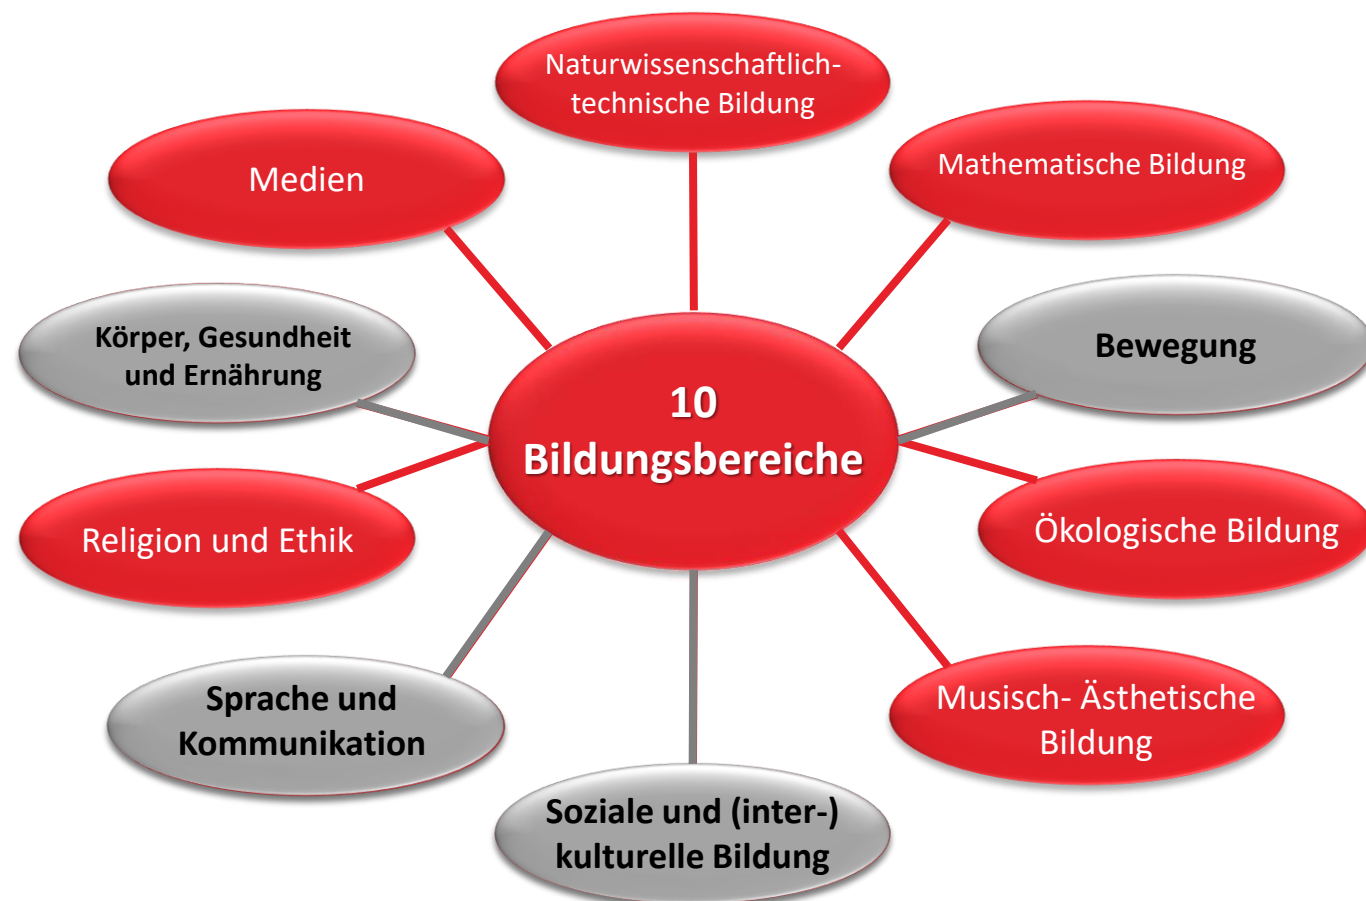 Naturwissenschaftlich-
technische Bildung
Mathematische Bildung
Medien
Bewegung
Körper, Gesundheit
und Ernährung
10
Bildungsbereiche
Ökologische Bildung
Religion und Ethik
Musisch- Ästhetische
Bildung
Sprache und
Kommunikation
Soziale und (inter-)
kulturelle Bildung